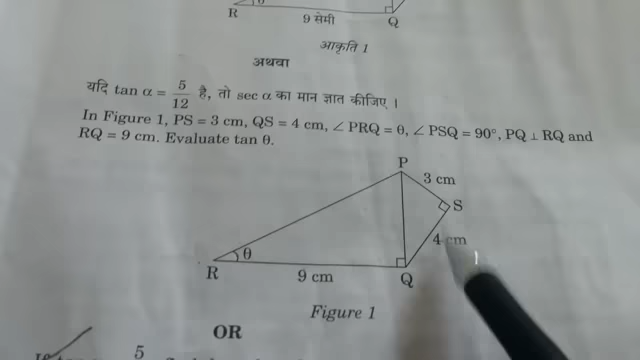 R
θ
9 सेमी
Q
आकृति 1
अथवा
यदि tan α = 5/12 है, तो sec α का मान ज्ञात कीजिए ।
In Figure 1, PS = 3 cm, QS = 4 cm, ∠ PRQ = θ, ∠ PSQ = 90°, PQ ⊥ RQ and
RQ = 9 cm. Evaluate tan θ.
P
3 cm
S
4 cm
θ
R
9 cm
Q
Figure 1
OR
5